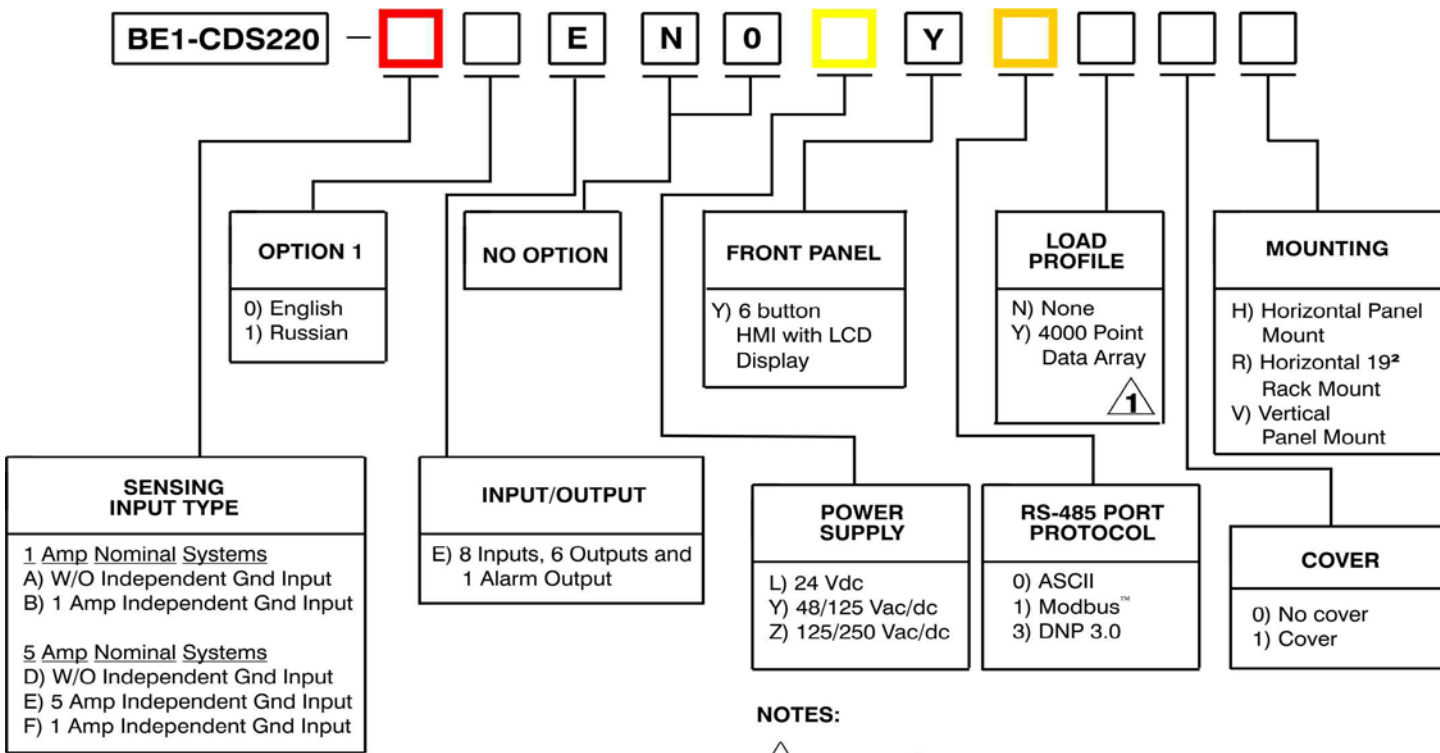 BE1-CDS220 — E N 0 Y
OPTION 1
0) English
1) Russian
NO OPTION
FRONT PANEL
Y) 6 button
HMI with LCD
Display
LOAD
PROFILE
N) None
Y) 4000 Point
Data Array
1
MOUNTING
H) Horizontal Panel
Mount
R) Horizontal 19²
Rack Mount
V) Vertical
Panel Mount
SENSING
INPUT TYPE
1 Amp Nominal Systems
A) W/O Independent Gnd Input
B) 1 Amp Independent Gnd Input
5 Amp Nominal Systems
D) W/O Independent Gnd Input
E) 5 Amp Independent Gnd Input
F) 1 Amp Independent Gnd Input
INPUT/OUTPUT
E) 8 Inputs, 6 Outputs and
1 Alarm Output
POWER
SUPPLY
L) 24 Vdc
Y) 48/125 Vac/dc
Z) 125/250 Vac/dc
RS-485 PORT
PROTOCOL
0) ASCII
1) Modbus™
3) DNP 3.0
COVER
0) No cover
1) Cover
NOTES: